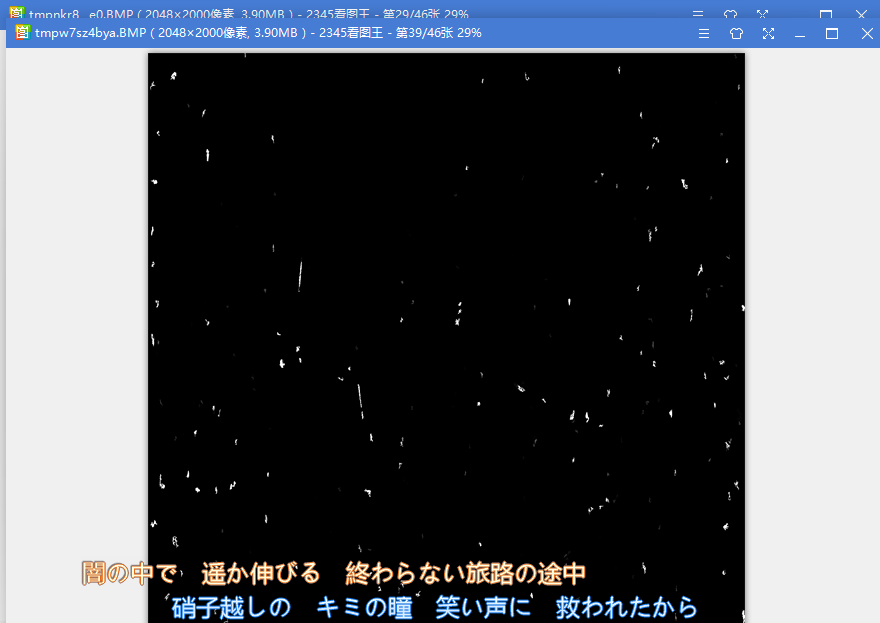 tmpnkr8_e0.BMP ( 2048×2000像素, 3.90MB ) - 2345看图王 - 第29/46张 29%
tmpw7sz4bya.BMP ( 2048×2000像素, 3.90MB ) - 2345看图王 - 第39/46张 29%
闇の中で　遥か伸びる　終わらない旅路の途中
硝子越しの　キミの瞳　笑い声に　救われたから